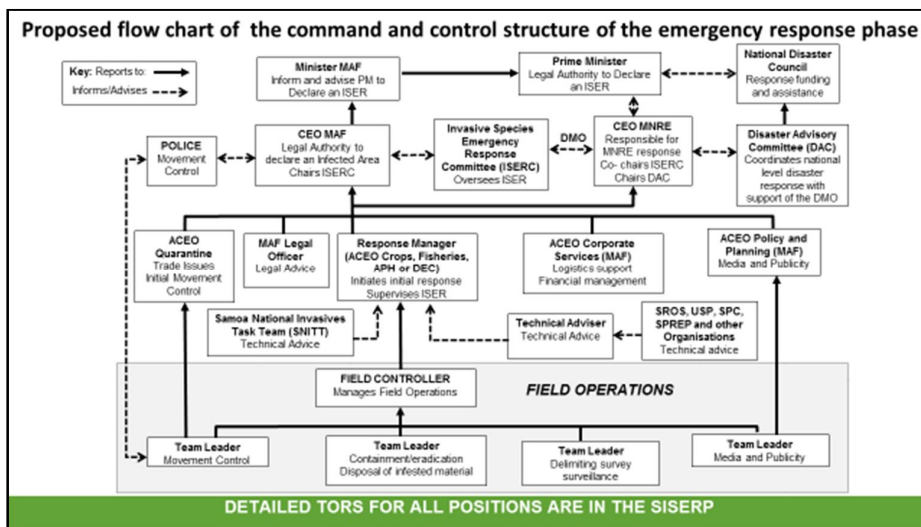 Proposed flow chart of the command and control structure of the emergency response phase
Key: Reports to:
Informs/Advises
Minister MAF
Inform and advise PM to
Declare an ISER
Prime Minister
Legal Authority to Declare
an ISER
National Disaster
Council
Response funding
and assistance
POLICE
Movement
Control
CEO MAF
Legal Authority to
declare an Infected Area
Chairs ISERC
Invasive Species
Emergency
Response
Committee (ISERC)
Oversees ISER
DMO
CEO MNRE
Responsible for
MNRE response
Co- chairs ISERC
Chairs DAC
Disaster Advisory
Committee (DAC)
Coordinates national
level disaster
response with
support of the DMO
ACEO
Quarantine
Trade Issues
Initial Movement
Control
MAF Legal
Officer
Legal Advice
Response Manager
(ACEO Crops, Fisheries,
APH or DEC)
Initiates initial response
Supervises ISER
ACEO Corporate
Services (MAF)
Logistics support
Financial management
ACEO Policy and
Planning (MAF)
Media and Publicity
Samoa National Invasives
Task Team (SNITT)
Technical Advice
Technical Adviser
Technical Advice
SROS, USP, SPC,
SPREP and other
Organisations
Technical advice
FIELD CONTROLLER
Manages Field Operations
FIELD OPERATIONS
Team Leader
Movement Control
Team Leader
Containment/eradication
Disposal of infested material
Team Leader
Delimiting survey
surveillance
Team Leader
Media and Publicity
DETAILED TORS FOR ALL POSITIONS ARE IN THE SISERP